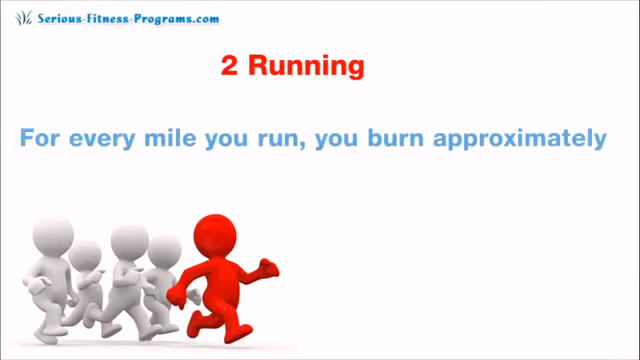 Serious-Fitness-Programs.com
2 Running
For every mile you run, you burn approximately